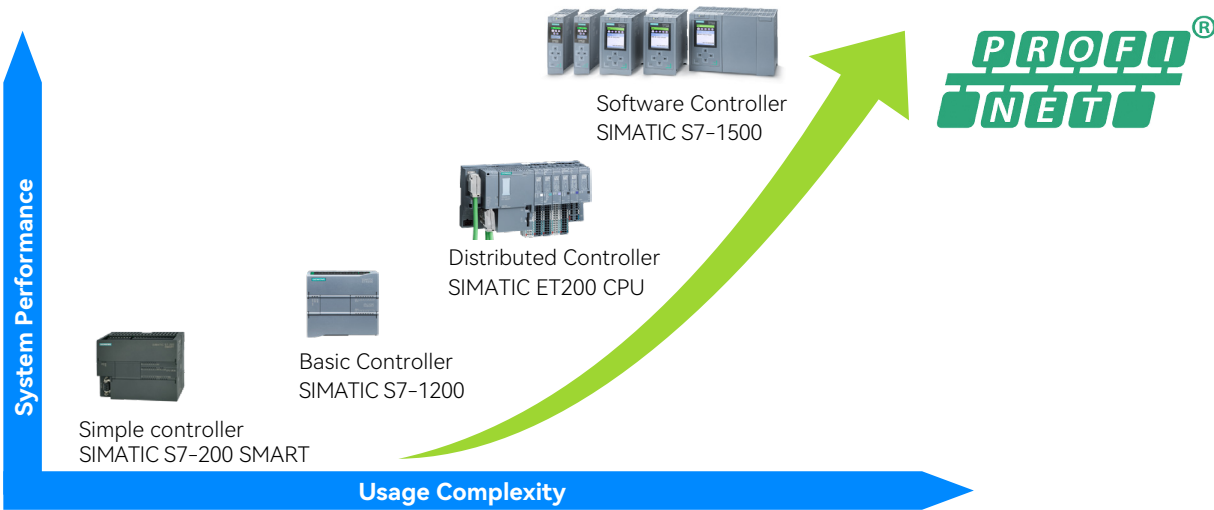 PROFI®
NET
Software Controller
SIMATIC S7-1500
Distributed Controller
SIMATIC ET200 CPU
Basic Controller
SIMATIC S7-1200
Simple controller
SIMATIC S7-200 SMART
System Performance
Usage Complexity